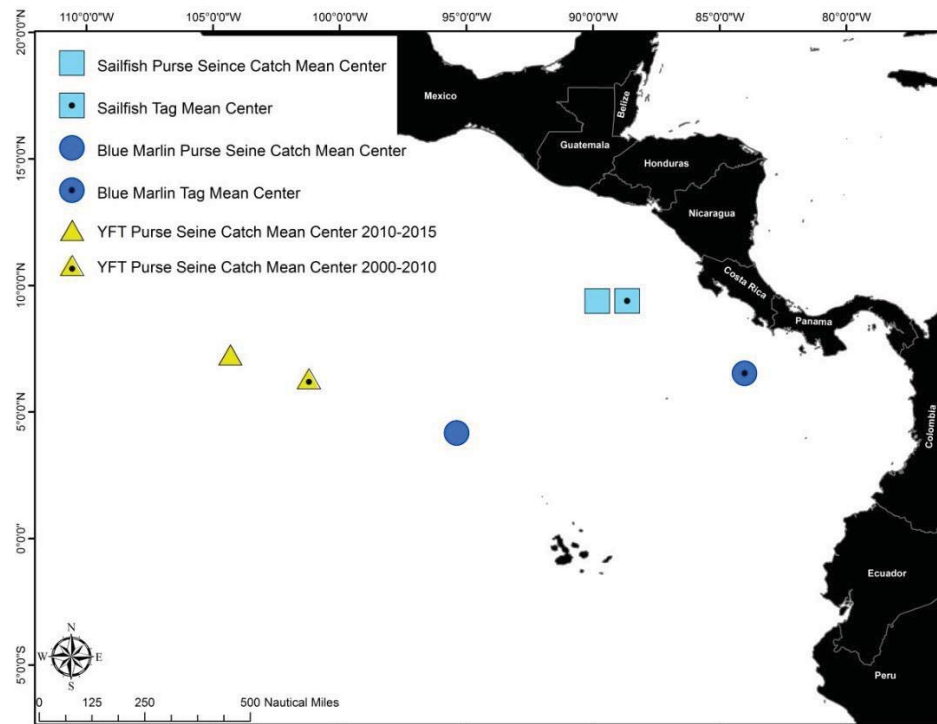 110°0'0"W 105°0'0"W 100°0'0"W 95°0'0"W 90°0'0"W 85°0'0"W 80°0'0"W
20°0'0"N
15°0'0"N
10°0'0"N
5°0'0"N
0°0'0"N
5°0'0"S
Sailfish Purse Seince Catch Mean Center
Sailfish Tag Mean Center
Blue Marlin Purse Seine Catch Mean Center
Blue Marlin Tag Mean Center
YFT Purse Seine Catch Mean Center 2010-2015
YFT Purse Seine Catch Mean Center 2000-2010
Mexico
Belize
Guatemala
Honduras
Nicaragua
Costa Rica
Panama
Colombia
Ecuador
Peru
N
W E
S
0 125 250 500 Nautical Miles